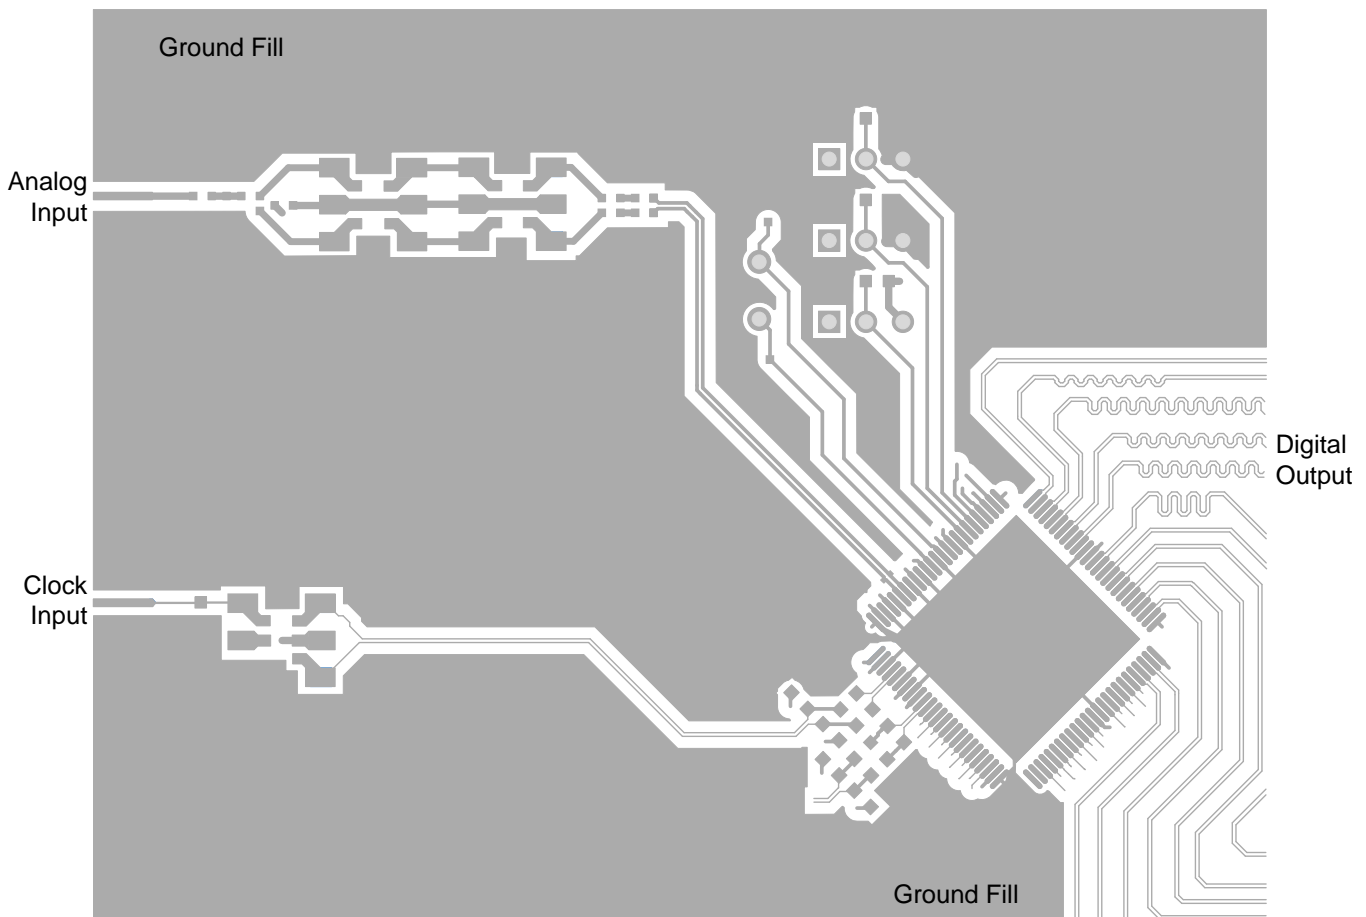 Ground Fill
Analog
Input
Digital
Output
Clock
Input
Ground Fill